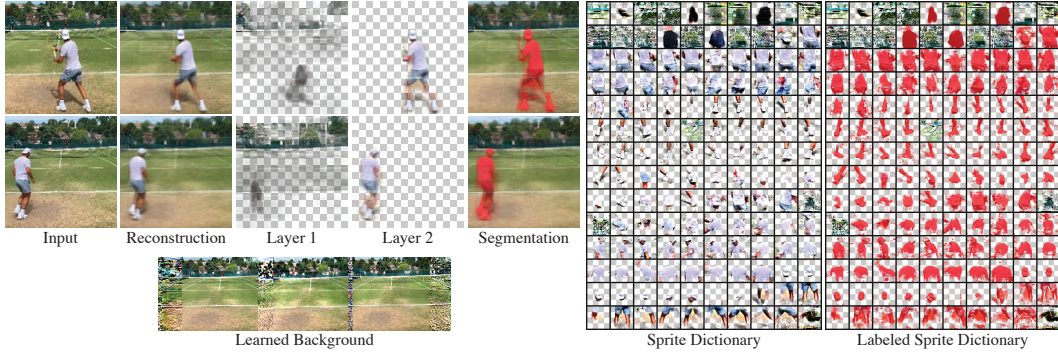 Input
Reconstruction
Layer 1
Layer 2
Segmentation
Learned Background
Sprite Dictionary
Labeled Sprite Dictionary